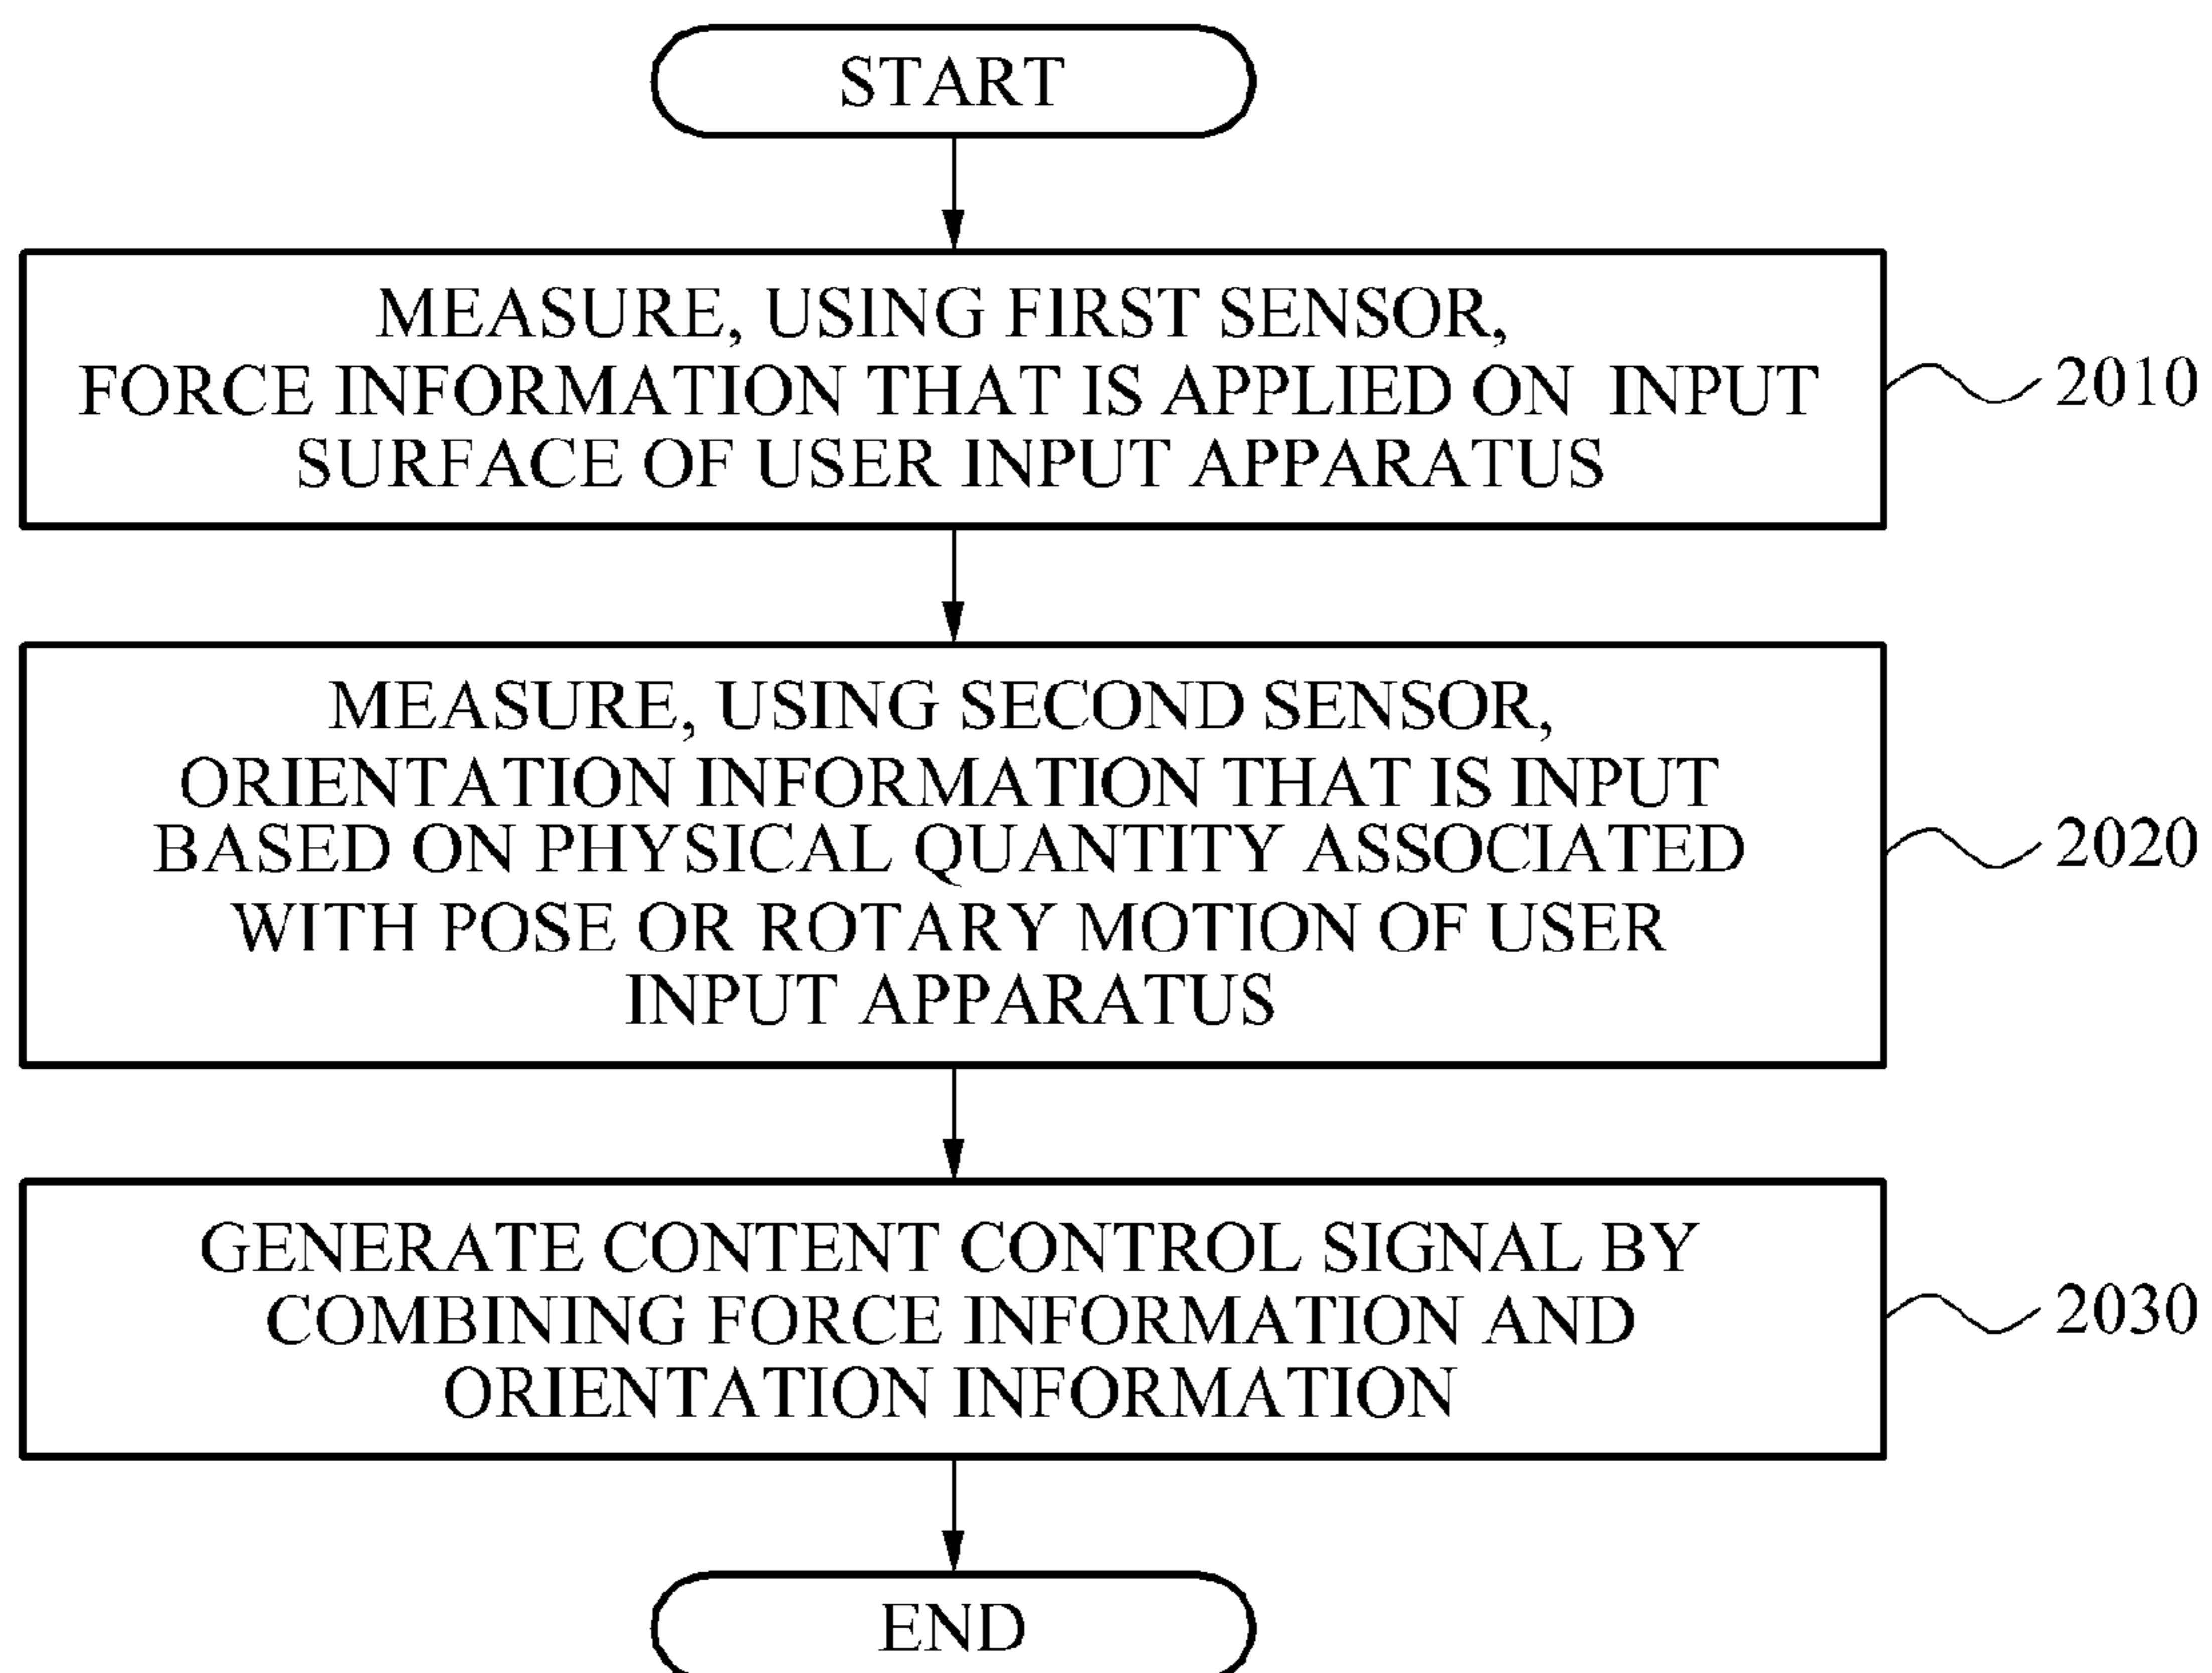 START
MEASURE, USING FIRST SENSOR,
FORCE INFORMATION THAT IS APPLIED ON INPUT
SURFACE OF USER INPUT APPARATUS
2010
MEASURE, USING SECOND SENSOR,
ORIENTATION INFORMATION THAT IS INPUT
BASED ON PHYSICAL QUANTITY ASSOCIATED
WITH POSE OR ROTARY MOTION OF USER
INPUT APPARATUS
2020
GENERATE CONTENT CONTROL SIGNAL BY
COMBINING FORCE INFORMATION AND
ORIENTATION INFORMATION
2030
END